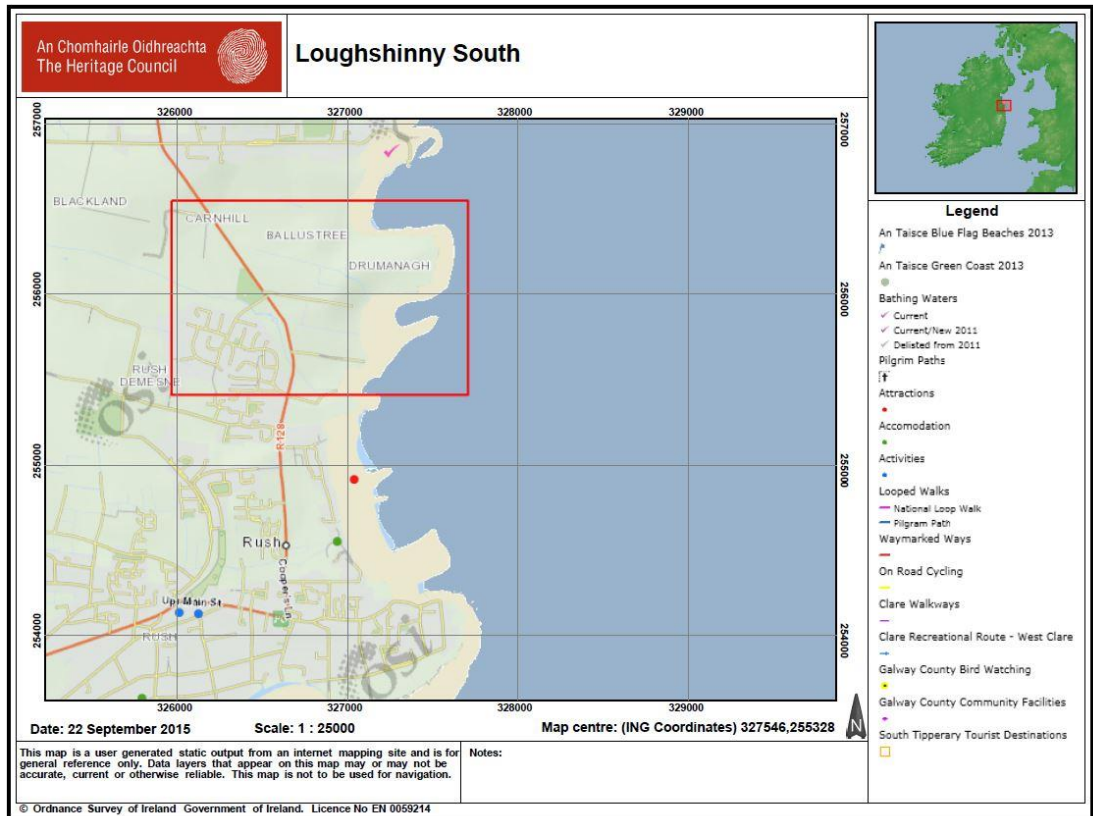 An Chomhairle Oidhreachta
The Heritage Council
Loughshinny South
326000
327000
328000
329000
257000
257000
BLACKLAND
CARNHILL
BALLUSTREE
DRUMANAGH
256000
256000
RUSH
DEMESNE
OSi
R-128
255000
255000
Rush
Cooper's Ln
Upr Main St
RUSH
254000
254000
OSi
326000
327000
328000
329000
Date: 22 September 2015
Scale: 1 : 25000
Map centre: (ING Coordinates) 327546,255328
N
This map is a user generated static output from an internet mapping site and is for
general reference only. Data layers that appear on this map may or may not be
accurate, current or otherwise reliable. This map is not to be used for navigation.
Notes:
© Ordnance Survey of Ireland Government of Ireland. Licence No EN 0059214
Legend
An Taisce Blue Flag Beaches 2013
An Taisce Green Coast 2013
Bathing Waters
Current
Current/New 2011
Delisted from 2011
Pilgrim Paths
Attractions
Accomodation
Activities
Looped Walks
National Loop Walk
Pilgram Path
Waymarked Ways
On Road Cycling
Clare Walkways
Clare Recreational Route - West Clare
Galway County Bird Watching
Galway County Community Facilities
South Tipperary Tourist Destinations